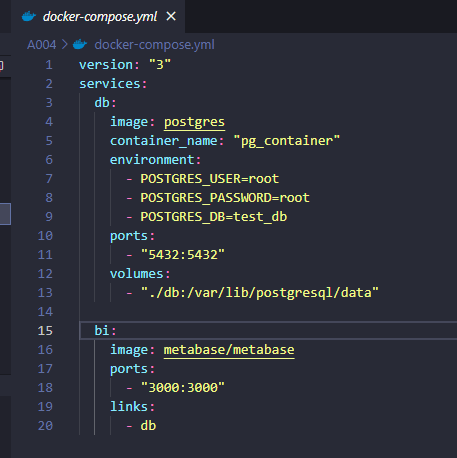 docker-compose.yml ×
A004 > docker-compose.yml
1 version: "3"
2 services:
3   db:
4     image: postgres
5     container_name: "pg_container"
6     environment:
7       - POSTGRES_USER=root
8       - POSTGRES_PASSWORD=root
9       - POSTGRES_DB=test_db
10     ports:
11       - "5432:5432"
12     volumes:
13       - "./db:/var/lib/postgresql/data"
14
15   bi:
16     image: metabase/metabase
17     ports:
18       - "3000:3000"
19     links:
20       - db